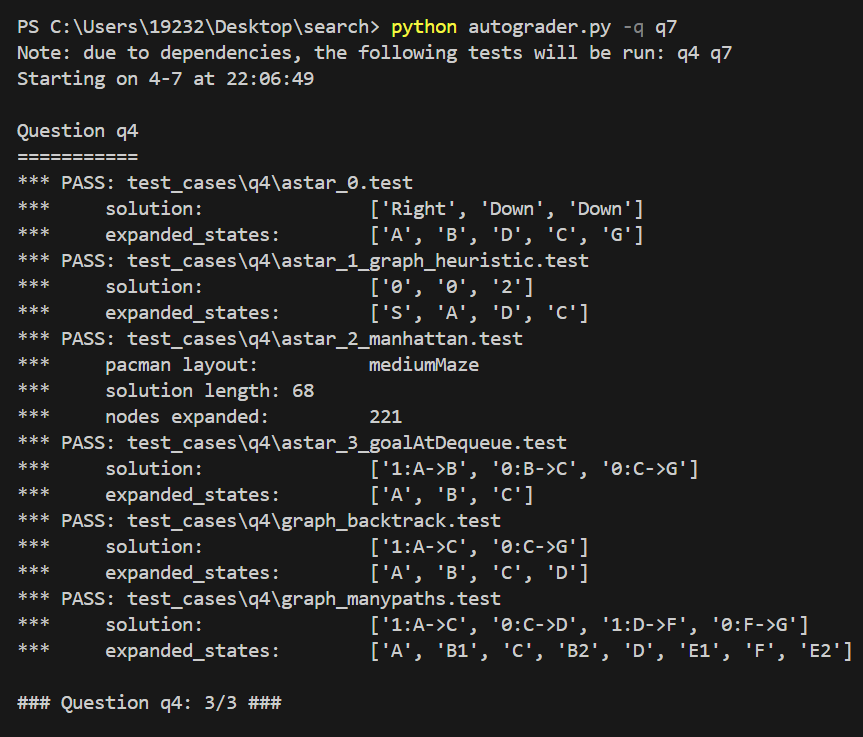 PS C:\Users\19232\Desktop\search> python autograder.py -q q7
Note: due to dependencies, the following tests will be run: q4 q7
Starting on 4-7 at 22:06:49
Question q4
===========
*** PASS: test_cases\q4\astar_0.test
***     solution:               ['Right', 'Down', 'Down']
***     expanded_states:        ['A', 'B', 'D', 'C', 'G']
*** PASS: test_cases\q4\astar_1_graph_heuristic.test
***     solution:               ['0', '0', '2']
***     expanded_states:        ['S', 'A', 'D', 'C']
*** PASS: test_cases\q4\astar_2_manhattan.test
***     pacman layout:          mediumMaze
***     solution length: 68
***     nodes expanded:         221
*** PASS: test_cases\q4\astar_3_goalAtDequeue.test
***     solution:               ['1:A->B', '0:B->C', '0:C->G']
***     expanded_states:        ['A', 'B', 'C']
*** PASS: test_cases\q4\graph_backtrack.test
***     solution:               ['1:A->C', '0:C->G']
***     expanded_states:        ['A', 'B', 'C', 'D']
*** PASS: test_cases\q4\graph_manypaths.test
***     solution:               ['1:A->C', '0:C->D', '1:D->F', '0:F->G']
***     expanded_states:        ['A', 'B1', 'C', 'B2', 'D', 'E1', 'F', 'E2']
### Question q4: 3/3 ###